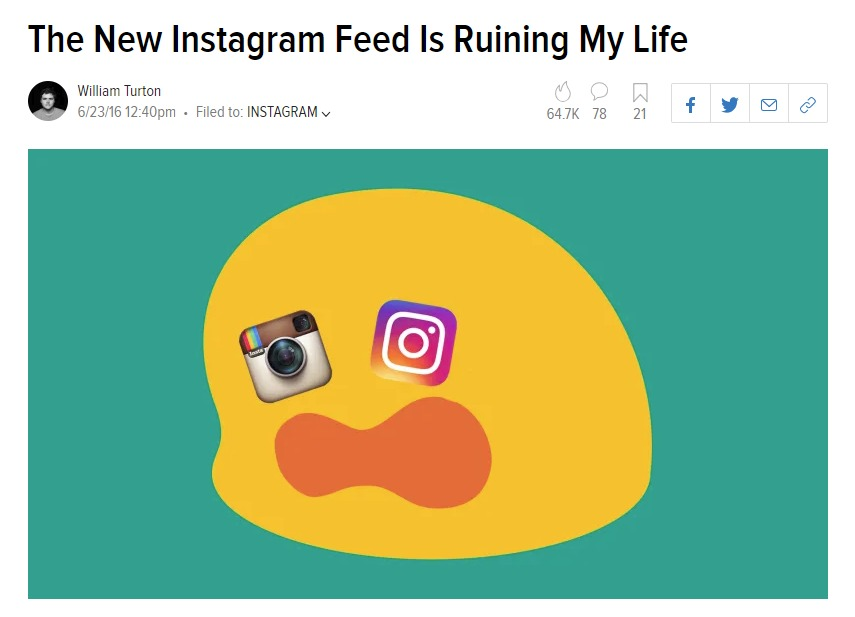 The New Instagram Feed Is Ruining My Life
William Turton
6/23/16 12:40pm • Filed to: INSTAGRAM
64.7K 78 21
Insta